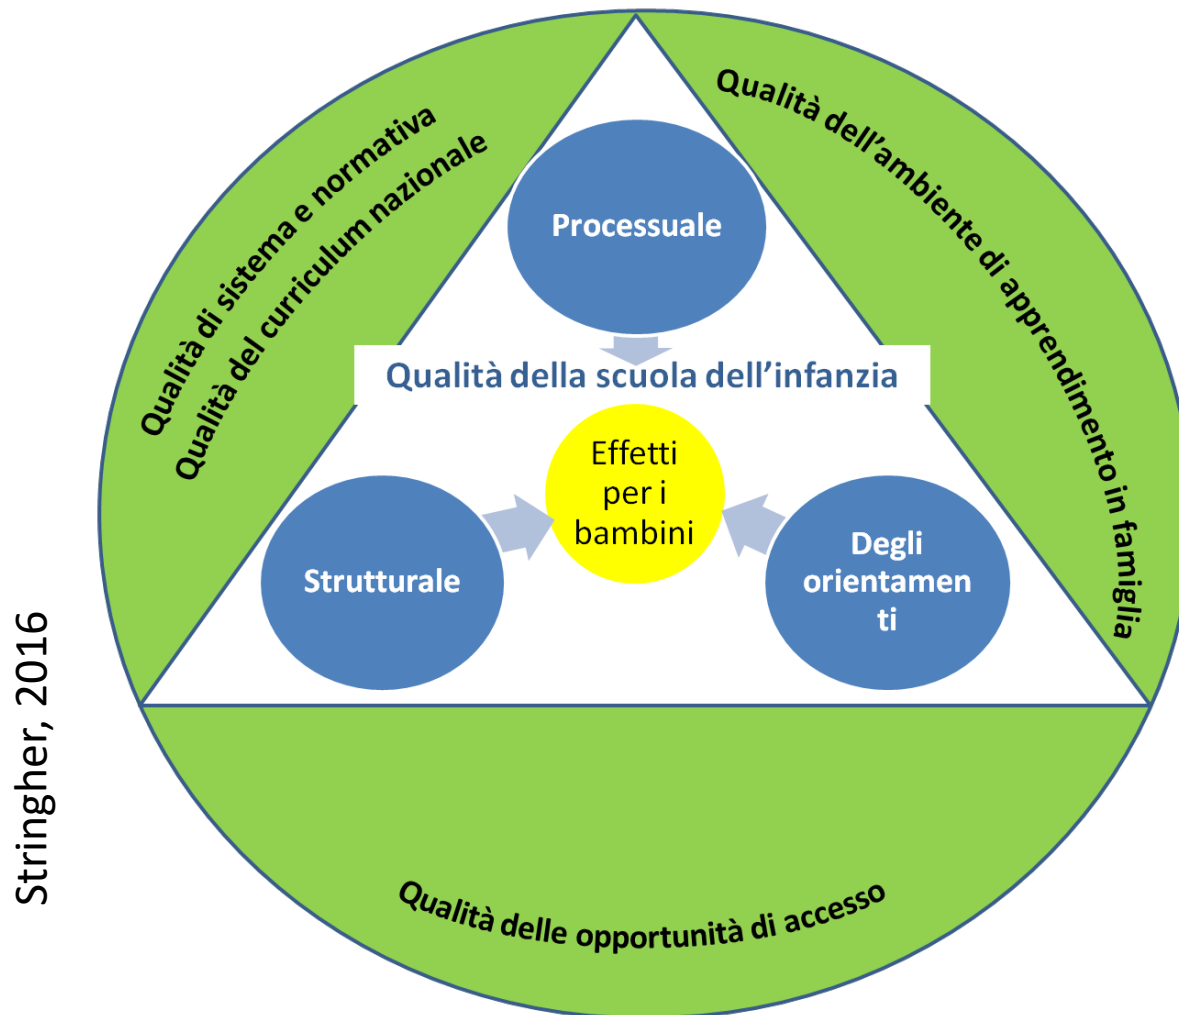 Qualità di sistema e normativa
Qualità del curriculum nazionale
Qualità dell'ambiente di apprendimento in famiglia
Processuale
Qualità della scuola dell'infanzia
Effetti
per i
bambini
Strutturale
Degli
orientamen
ti
Qualità delle opportunità di accesso
Stringher, 2016